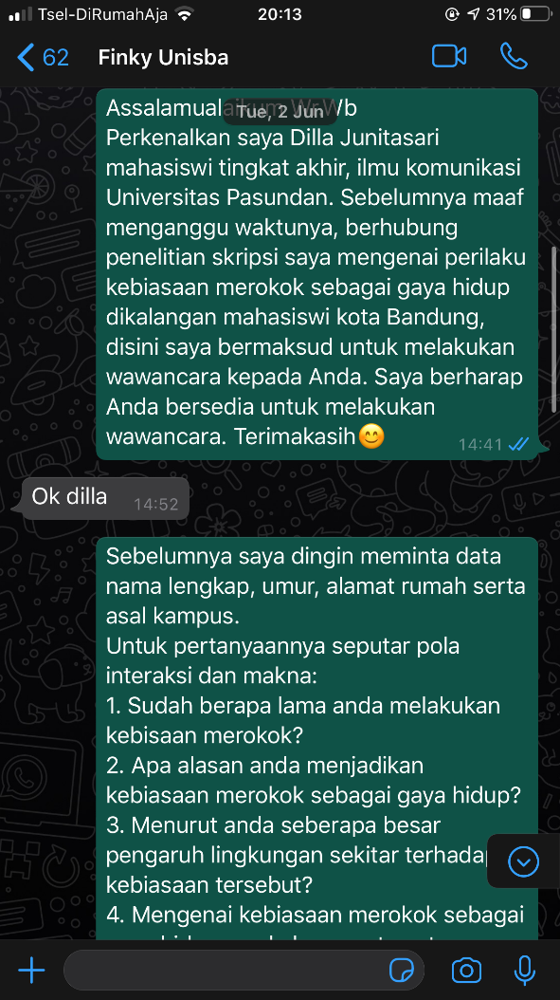 Tsel-DiRumahAja 20:13 31%
62 Finky Unisba
Tue, 2 Jun
Assalamualaikum Wr.Wb
Perkenalkan saya Dilla Junitasari
mahasiswi tingkat akhir, ilmu komunikasi
Universitas Pasundan. Sebelumnya maaf
menganggu waktunya, berhubung
penelitian skripsi saya mengenai perilaku
kebiasaan merokok sebagai gaya hidup
dikalangan mahasiswi kota Bandung,
disini saya bermaksud untuk melakukan
wawancara kepada Anda. Saya berharap
Anda bersedia untuk melakukan
wawancara. Terimakasih😊
14:41
Ok dilla 14:52
Sebelumnya saya dingin meminta data
nama lengkap, umur, alamat rumah serta
asal kampus.
Untuk pertanyaannya seputar pola
interaksi dan makna:
1. Sudah berapa lama anda melakukan
kebisaan merokok?
2. Apa alasan anda menjadikan
kebiasaan merokok sebagai gaya hidup?
3. Menurut anda seberapa besar
pengaruh lingkungan sekitar terhadap
kebiasaan tersebut?
4. Mengenai kebiasaan merokok sebagai